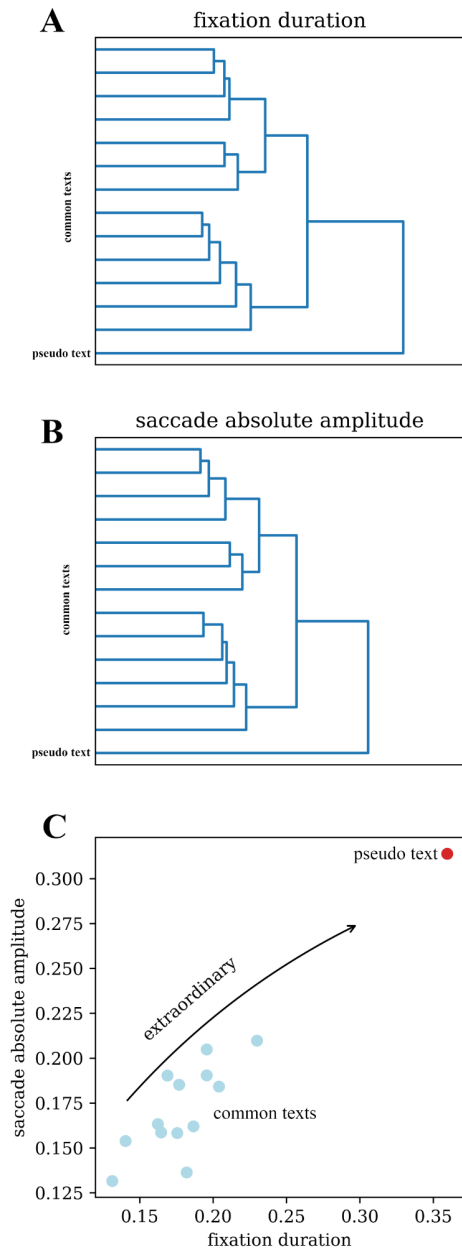 A
fixation duration
common texts
pseudo text
B
saccade absolute amplitude
common texts
pseudo text
C
pseudo text
0.300
0.275
0.250
0.225
0.200
0.175
0.150
0.125
saccade absolute amplitude
extraordinary
common texts
0.15
0.20
0.25
0.30
0.35
fixation duration